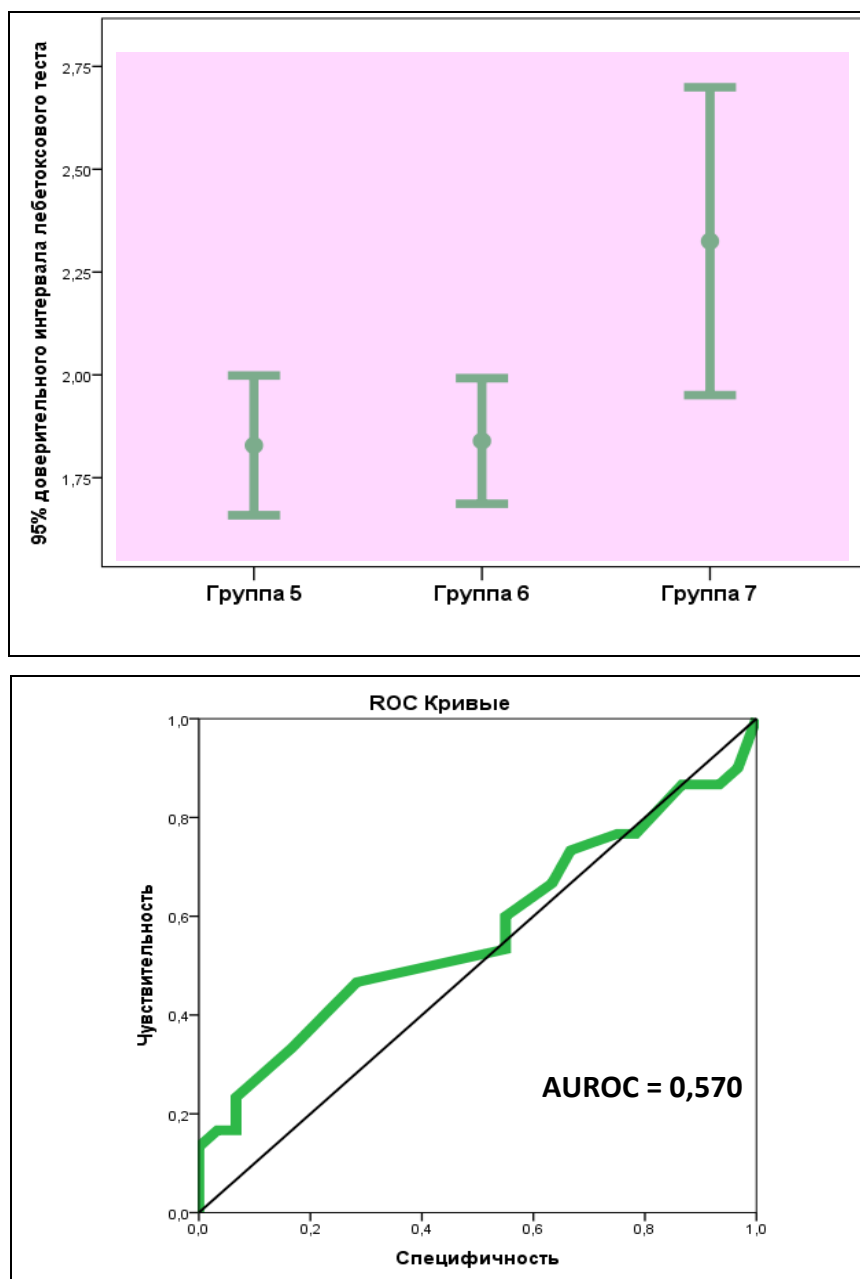 95% доверительного интервала лебетоксового теста
2,75
2,50
2,25
2,00
1,75
Группа 5
Группа 6
Группа 7
ROC Кривые
Чувствительность
1,0
0,8
0,6
0,4
0,2
0,0
AUROC = 0,570
0,0
0,2
0,4
0,6
0,8
1,0
Специфичность